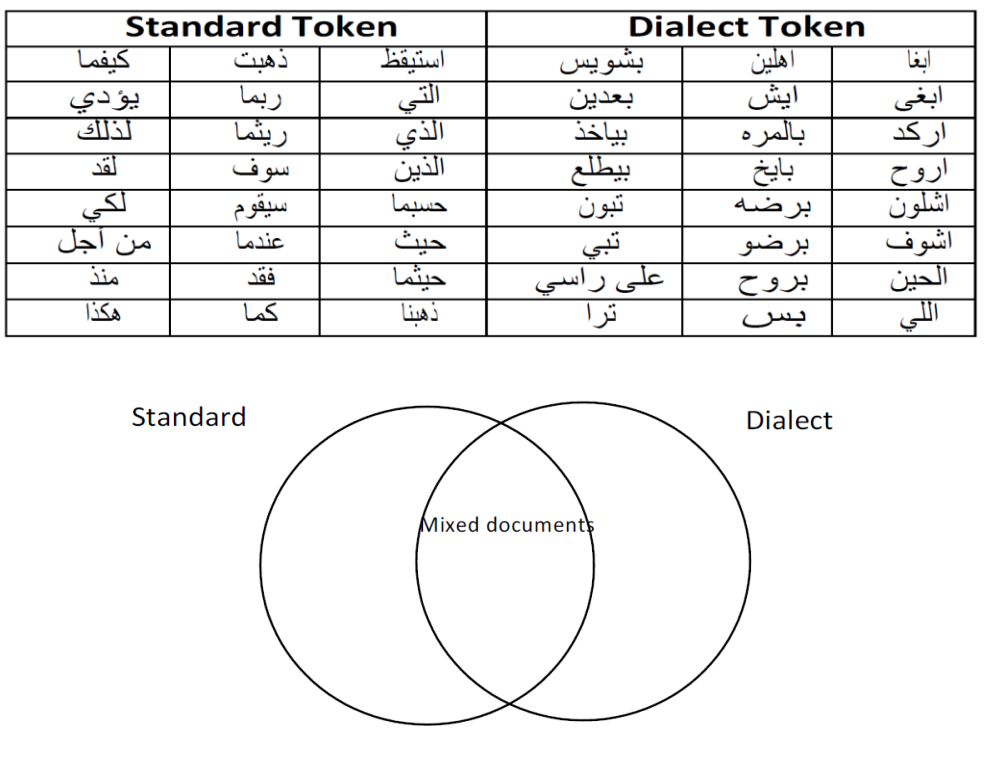 Standard Token Dialect Token
كيفما ذهبت استيقظ بشويس اهلين ابغا
يؤدي ربما التي بعدين ايش ابغى
لذلك ريثما الذي بياخذ بالمره اركد
لقد سوف الذين بيطلع بايخ اروح
لكي سيقوم حسبما تبون برضه اشلون
من أجل عندما حيث تبي برضو اشوف
منذ فقد حيثما على راسي بروح الحين
هكذا كما ذهبنا ترا بس اللي
Standard
Dialect
Mixed documents